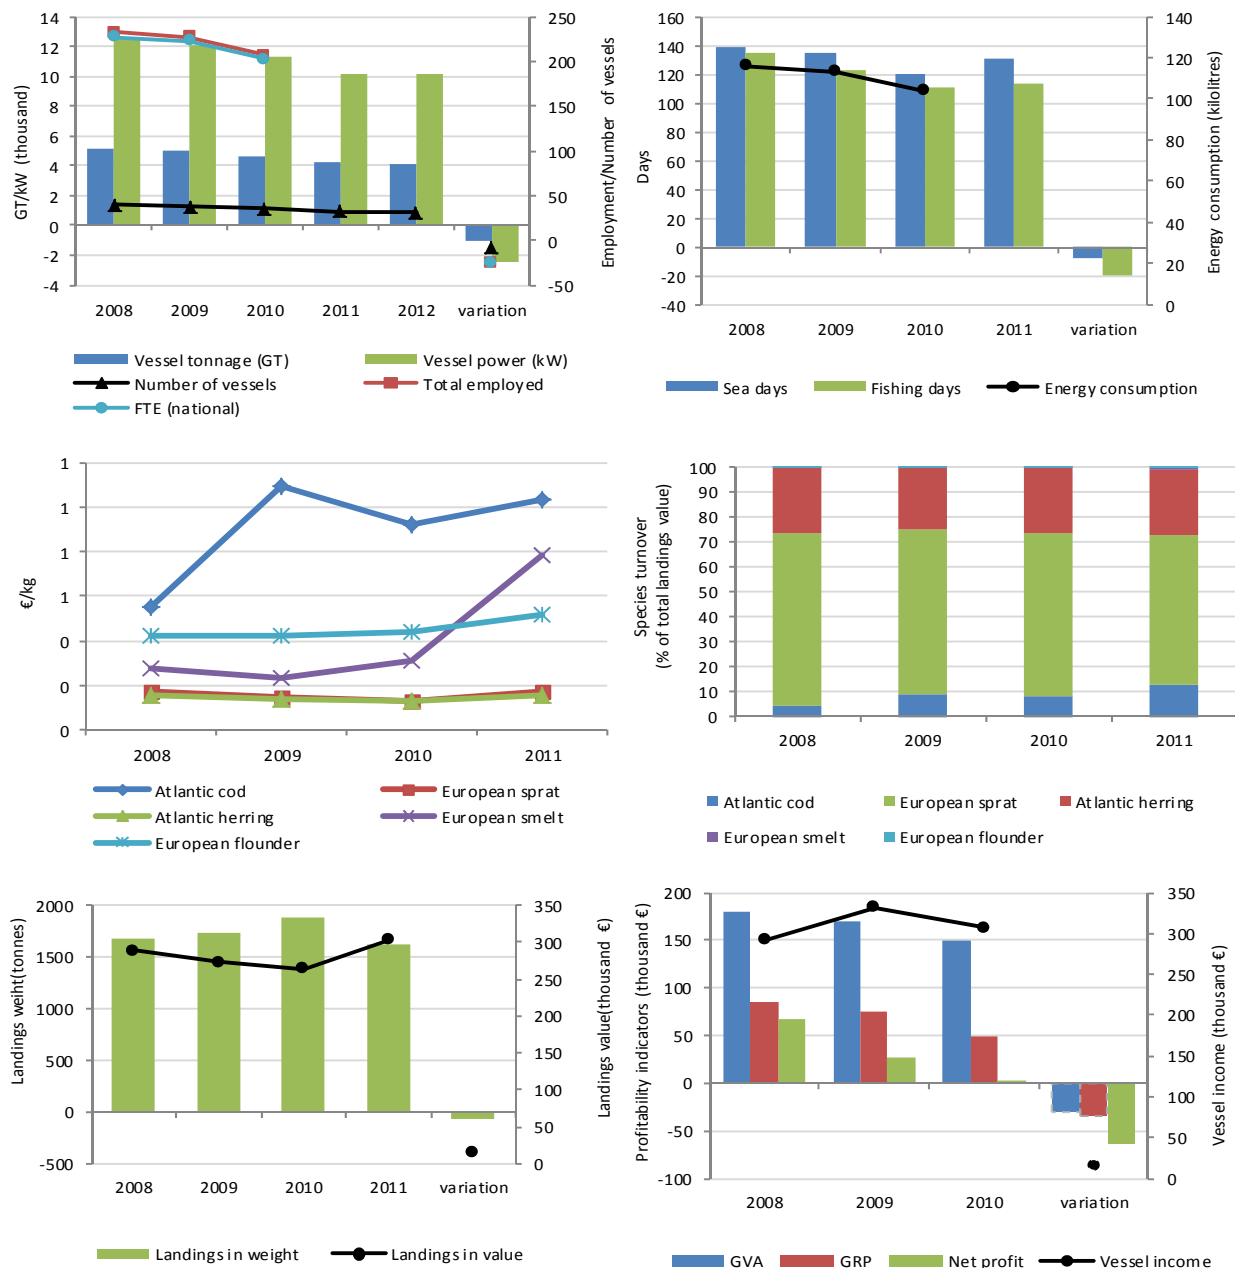 GT/kW (thousand)
14
12
10
8
6
4
2
0
-2
-4
250
200
150
100
50
0
-50
Employment/Number of vessels
2008 2009 2010 2011 2012 variation
Vessel tonnage (GT) Vessel power (kW)
Number of vessels Total employed
FTE (national)
Days
160
140
120
100
80
60
40
20
0
-20
-40
140
120
100
80
60
40
20
0
Energy consumption (kilolitres)
2008 2009 2010 2011 variation
Sea days Fishing days Energy consumption
€/kg
1
1
1
1
0
0
0
2008 2009 2010 2011
Atlantic cod European sprat
Atlantic herring European smelt
European flounder
Species turnover
(% of total landings value)
100
90
80
70
60
50
40
30
20
10
0
2008 2009 2010 2011
Atlantic cod European sprat Atlantic herring
European smelt European flounder
Landings weiht(tonnes)
2000
1500
1000
500
0
-500
350
300
250
200
150
100
50
0
Landings value(thousand €)
2008 2009 2010 2011 variation
Landings in weight Landings in value
Profitability indicators (thousand €)
200
150
100
50
0
-50
-100
350
300
250
200
150
100
50
0
Vessel income (thousand €)
2008 2009 2010 variation
GVA GRP Net profit Vessel income